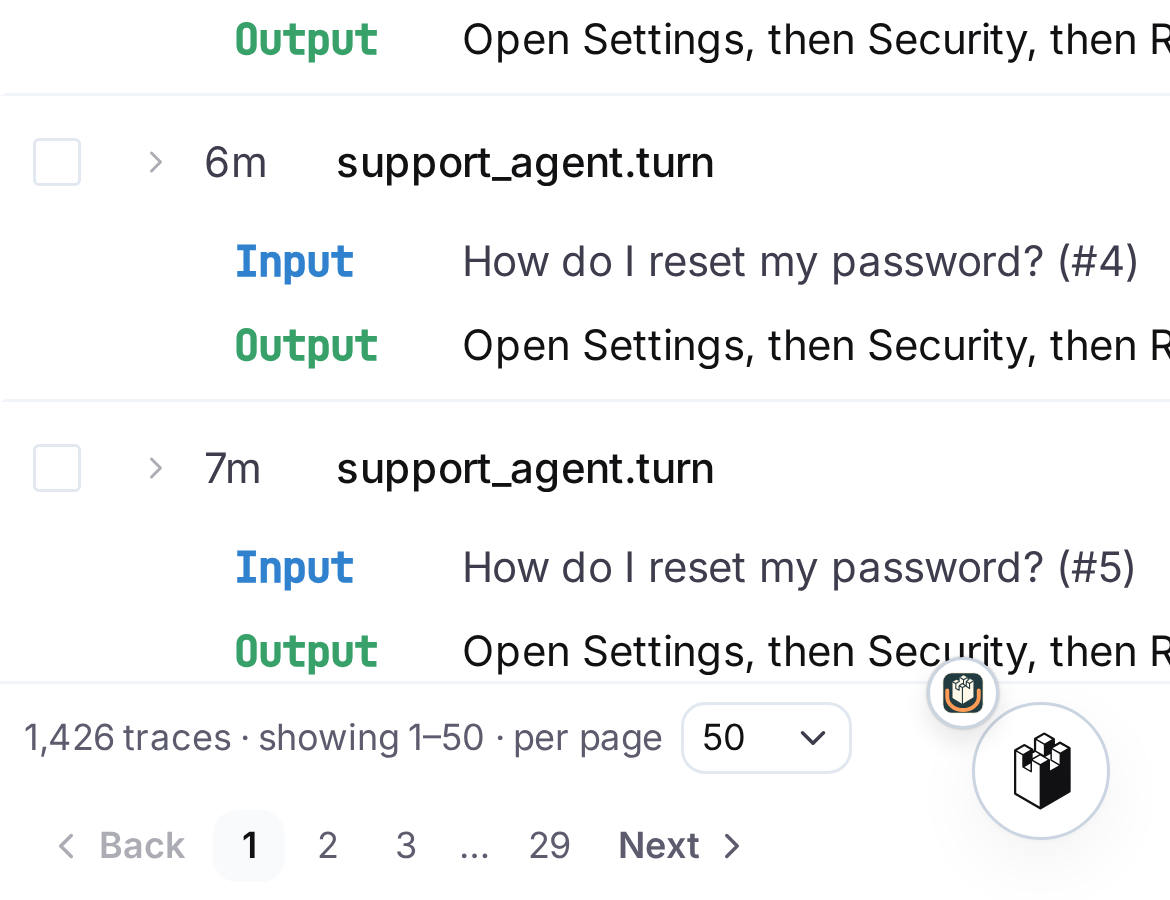 Output Open Settings, then Security, then R
6m support_agent.turn
Input How do I reset my password? (#4)
Output Open Settings, then Security, then R
7m support_agent.turn
Input How do I reset my password? (#5)
Output Open Settings, then Security, then R
1,426 traces · showing 1–50 · per page 50
Back 1 2 3 ... 29 Next